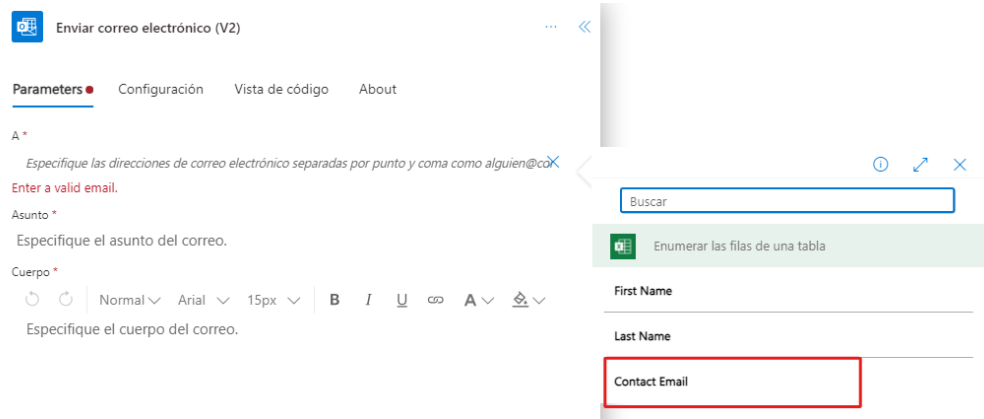 Enviar correo electrónico (V2)
Parameters
Configuración
Vista de código
About
A *
Especifique las direcciones de correo electrónico separadas por punto y coma como alguien@co
Enter a valid email.
Asunto *
Especifique el asunto del correo.
Cuerpo *
Normal Arial 15px B I U A
Especifique el cuerpo del correo.
Buscar
Enumerar las filas de una tabla
First Name
Last Name
Contact Email